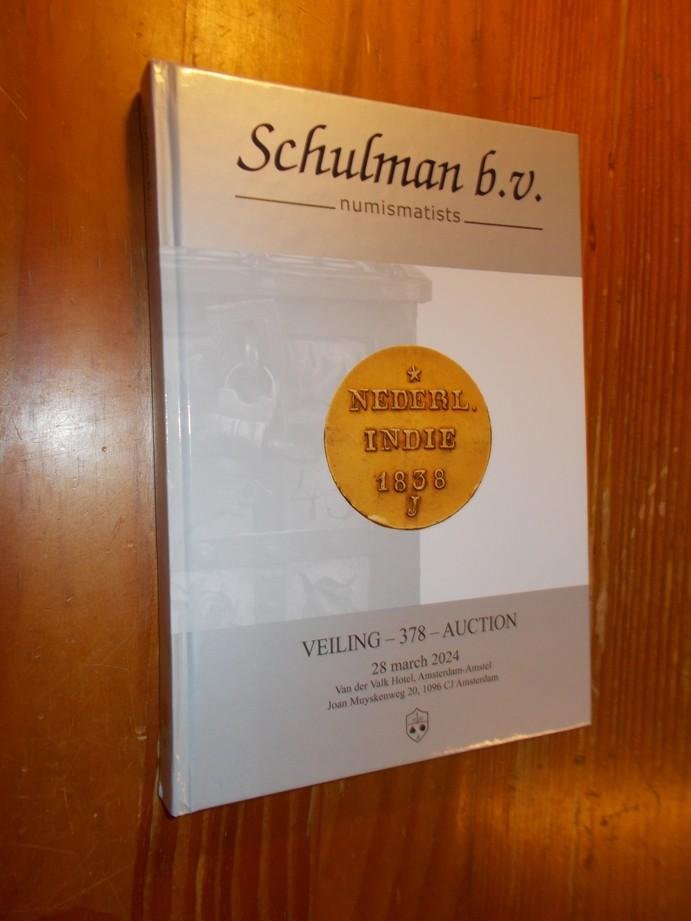 Schulman b.v.
numismatists
NEDERL.
INDIE
1838
J
VEILING – 378 – AUCTION
28 march 2024
Van der Valk Hotel, Amsterdam-Amstel
Joan Muyskenweg 20, 1096 CJ Amsterdam